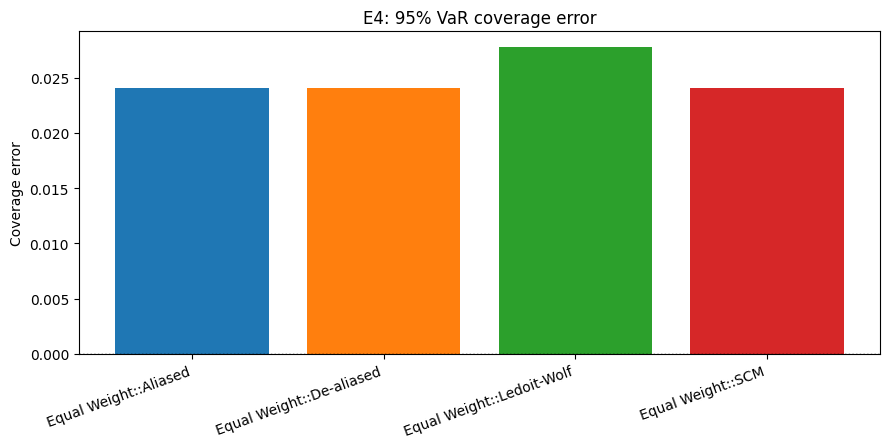 E4: 95% VaR coverage error
Coverage error
0.025
0.020
0.015
0.010
0.005
0.000
Equal Weight::Aliased
Equal Weight::De-aliased
Equal Weight::Ledoit-Wolf
Equal Weight::SCM